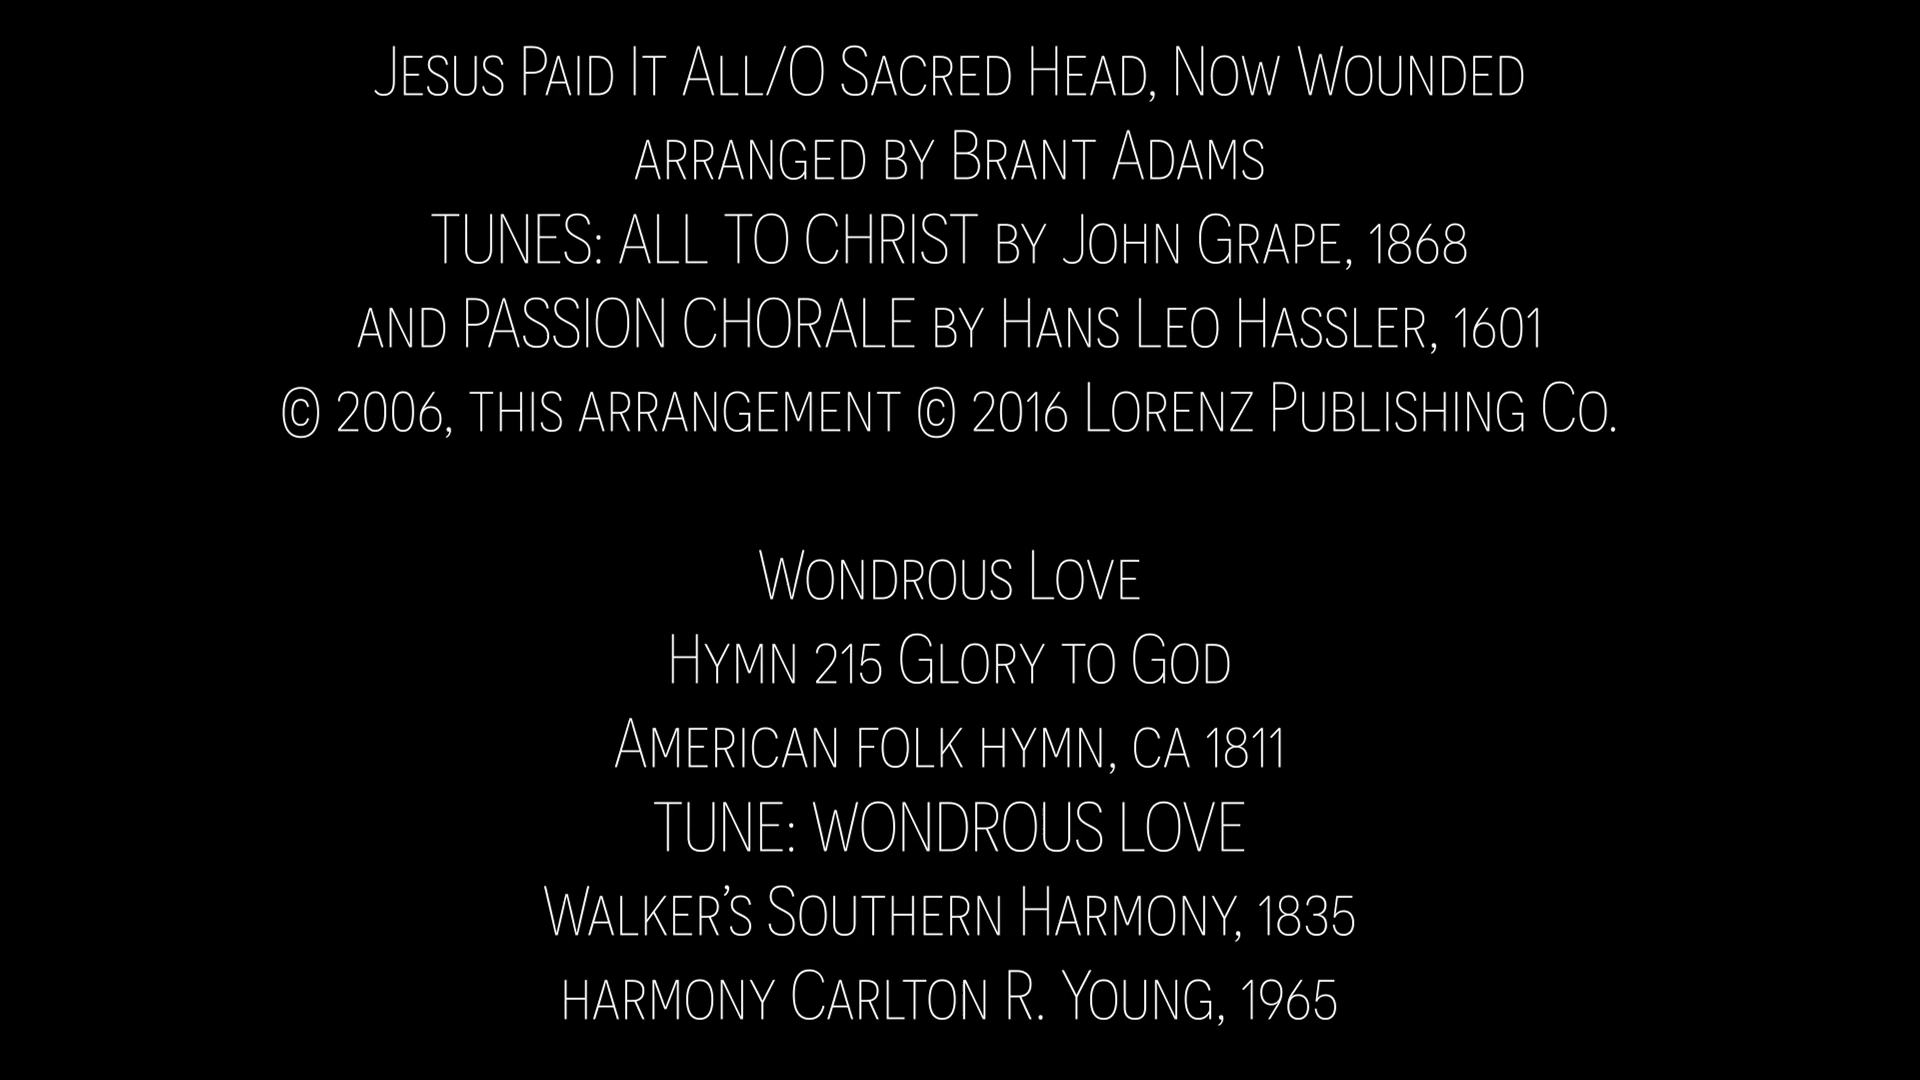 Jesus Paid It All/O Sacred Head, Now Wounded
arranged by Brant Adams
TUNES: ALL TO CHRIST by John Grape, 1868
and PASSION CHORALE by Hans Leo Hassler, 1601
© 2006, this arrangement © 2016 Lorenz Publishing Co.
Wondrous Love
Hymn 215 Glory to God
American folk hymn, ca 1811
TUNE: WONDROUS LOVE
Walker’s Southern Harmony, 1835
harmony Carlton R. Young, 1965